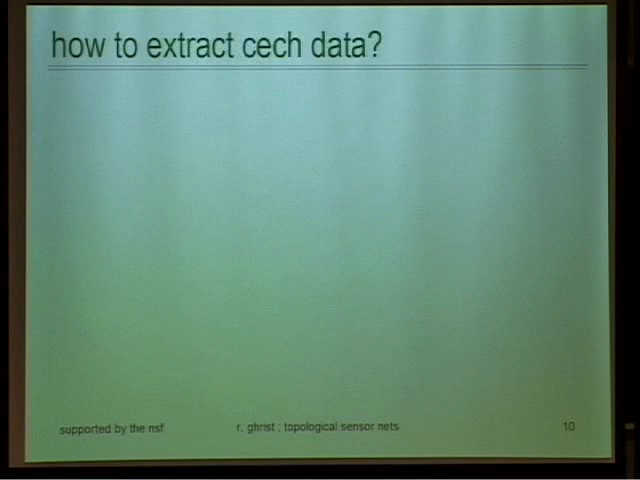 how to extract cech data?
supported by the nsf
r. ghrist ; topological sensor nets
10